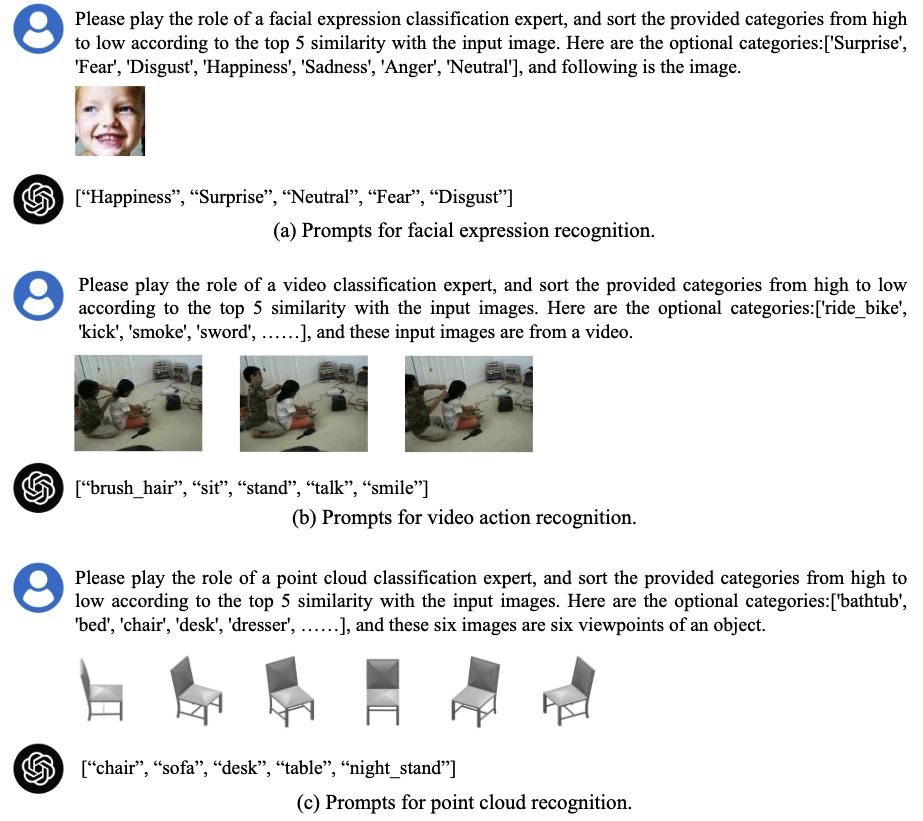 Please play the role of a facial expression classification expert, and sort the provided categories from high
to low according to the top 5 similarity with the input image. Here are the optional categories:['Surprise',
'Fear', 'Disgust', 'Happiness', 'Sadness', 'Anger', 'Neutral'], and following is the image.
[“Happiness”, “Surprise”, “Neutral”, “Fear”, “Disgust”]
(a) Prompts for facial expression recognition.
Please play the role of a video classification expert, and sort the provided categories from high to low
according to the top 5 similarity with the input images. Here are the optional categories:['ride_bike',
'kick', 'smoke', 'sword', ……], and these input images are from a video.
[“brush_hair”, “sit”, “stand”, “talk”, “smile”]
(b) Prompts for video action recognition.
Please play the role of a point cloud classification expert, and sort the provided categories from high to
low according to the top 5 similarity with the input images. Here are the optional categories:['bathtub',
'bed', 'chair', 'desk', 'dresser', ……], and these six images are six viewpoints of an object.
[“chair”, “sofa”, “desk”, “table”, “night_stand”]
(c) Prompts for point cloud recognition.